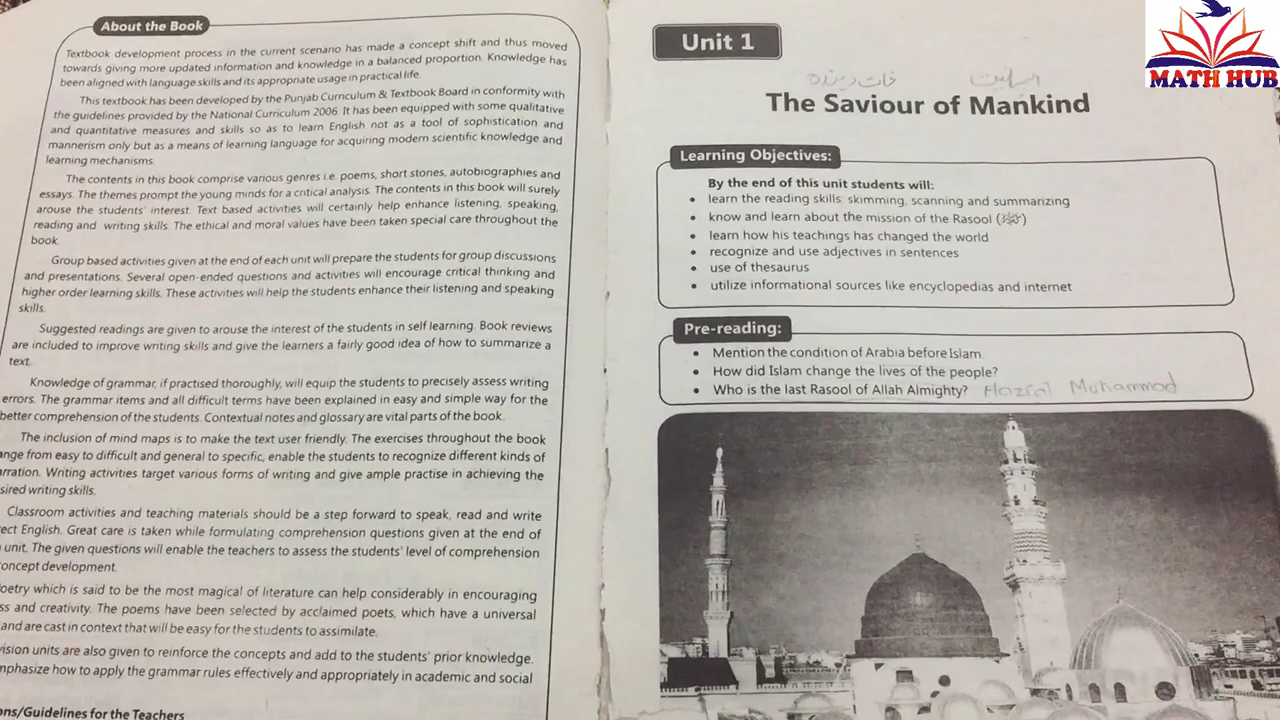 About the Book
Textbook development process in the current scenario has made a concept shift and thus moved
towards giving more updated information and knowledge in a balanced proportion. Knowledge has
been aligned with language skills and its appropriate usage in practical life.
This textbook has been developed by the Punjab Curriculum & Textbook Board in conformity with
the guidelines provided by the National Curriculum 2006. It has been equipped with some qualitative
and quantitative measures and skills so as to learn English not as a tool of sophistication and
mannerism only but as a means of learning language for acquiring modern scientific knowledge and
learning mechanisms.
The contents in this book comprise various genres i.e. poems, short stories, autobiographies and
essays. The themes prompt the young minds for a critical analysis. The contents in this book will surely
arouse the students' interest. Text based activities will certainly help enhance listening, speaking,
reading and writing skills. The ethical and moral values have been taken special care throughout the
book.
Group based activities given at the end of each unit will prepare the students for group discussions
and presentations. Several open-ended questions and activities will encourage critical thinking and
higher order learning skills. These activities will help the students enhance their listening and speaking
skills.
Suggested readings are given to arouse the interest of the students in self learning. Book reviews
are included to improve writing skills and give the learners a fairly good idea of how to summarize a
text.
Knowledge of grammar, if practised thoroughly, will equip the students to precisely assess writing
errors. The grammar items and all difficult terms have been explained in easy and simple way for the
better comprehension of the students. Contextual notes and glossary are vital parts of the book.
The inclusion of mind maps is to make the text user friendly. The exercises throughout the book
ange from easy to difficult and general to specific, enable the students to recognize different kinds of
rration. Writing activities target various forms of writing and give ample practise in achieving the
sired writing skills.
Classroom activities and teaching materials should be a step forward to speak, read and write
ect English. Great care is taken while formulating comprehension questions given at the end of
unit. The given questions will enable the teachers to assess the students' level of comprehension
oncept development.
oetry which is said to be the most magical of literature can help considerably in encouraging
ss and creativity. The poems have been selected by acclaimed poets, which have a universal
and are cast in context that will be easy for the students to assimilate.
vision units are also given to reinforce the concepts and add to the students' prior knowledge.
mphasize how to apply the grammar rules effectively and appropriately in academic and social
ons/Guidelines for the Teachers
Unit 1
The Saviour of Mankind
Learning Objectives:
By the end of this unit students will:
• learn the reading skills: skimming, scanning and summarizing
• know and learn about the mission of the Rasool (ﷺ)
• learn how his teachings has changed the world
• recognize and use adjectives in sentences
• use of thesaurus
• utilize informational sources like encyclopedias and internet
Pre-reading:
• Mention the condition of Arabia before Islam.
• How did Islam change the lives of the people?
• Who is the last Rasool of Allah Almighty? Hazrat Muhammad
MATH HUB